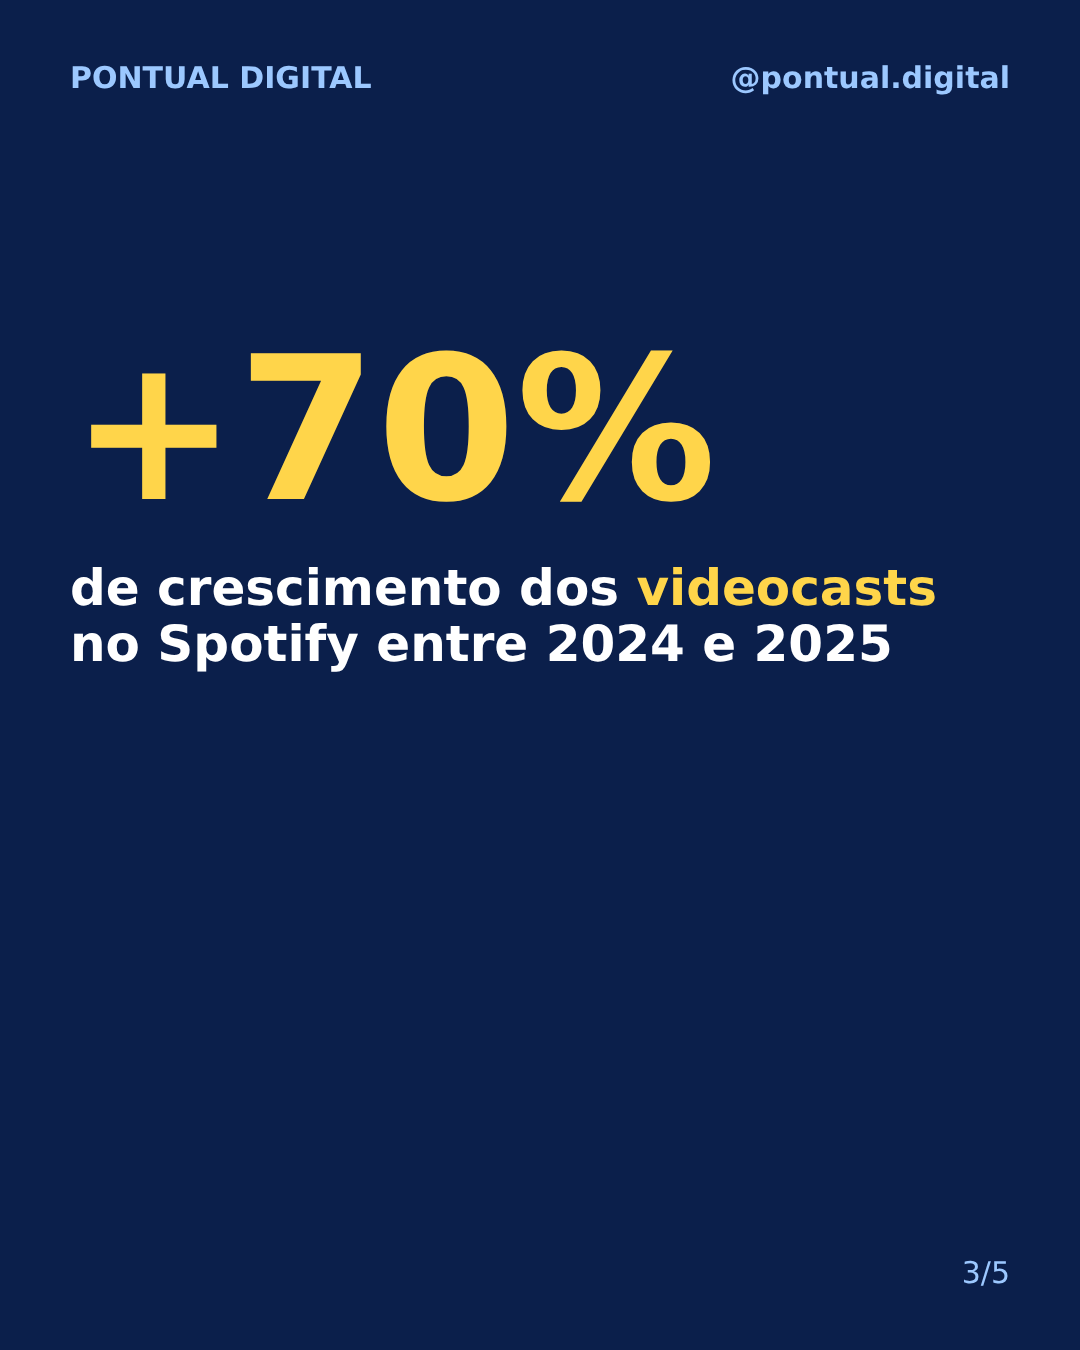 PONTUAL DIGITAL
@pontual.digital
+70%
de crescimento dos videocasts
no Spotify entre 2024 e 2025
3/5